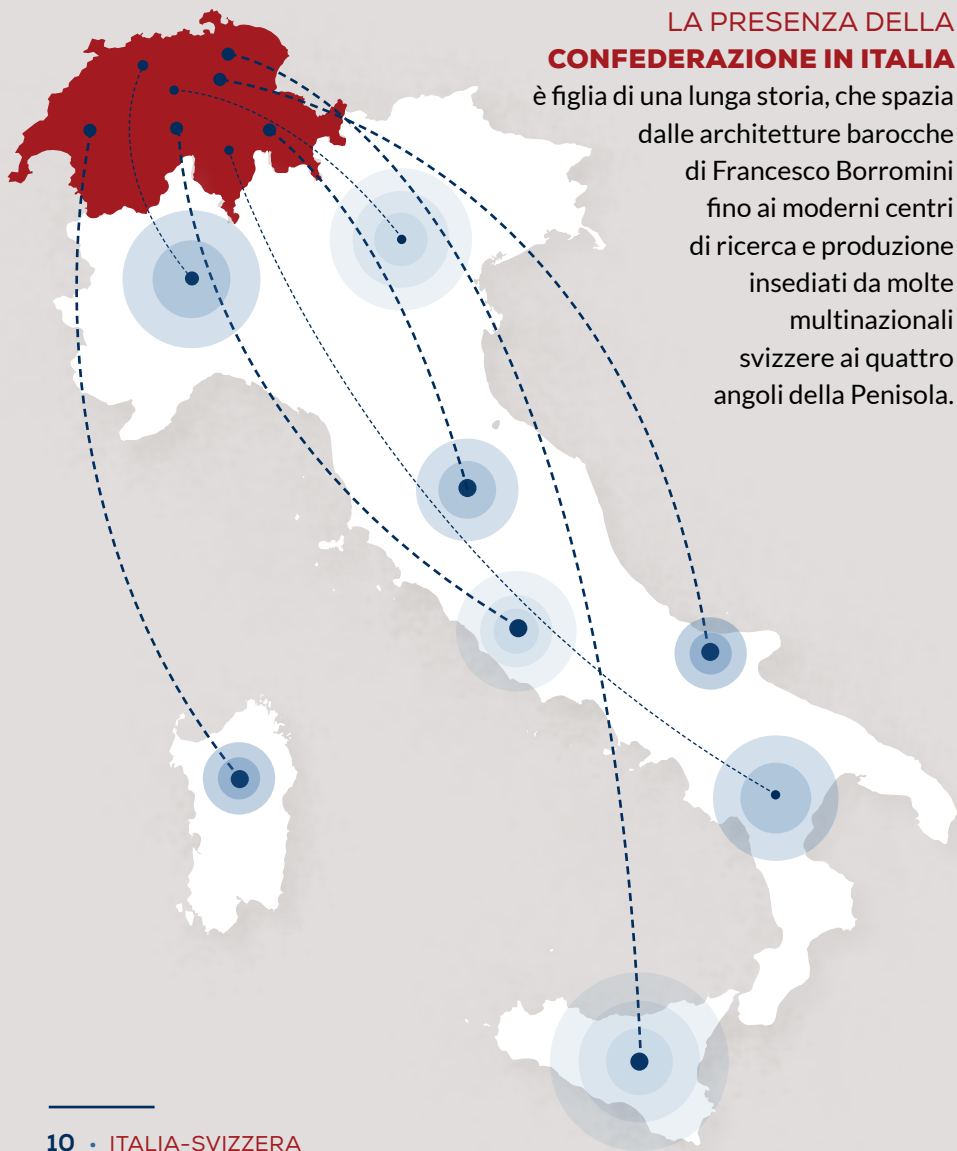 LA PRESENZA DELLA
CONFEDERAZIONE IN ITALIA
è figlia di una lunga storia, che spazia
dalle architetture barocche
di Francesco Borromini
fino ai moderni centri
di ricerca e produzione
insediati da molte
multinazionali
svizzere ai quattro
angoli della Penisola.
10 • ITALIA-SVIZZERA